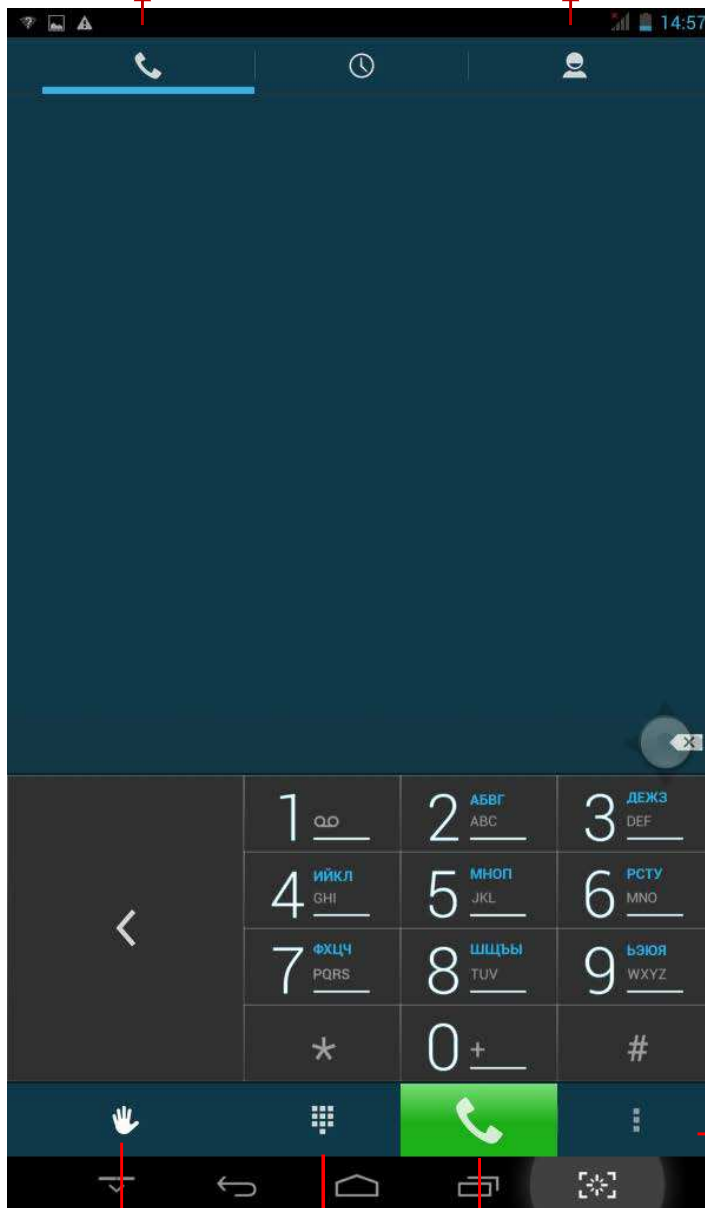 14:57
1
2 АБВГ
ABC
3 ДЕЖЗ
DEF
4 ИЙКЛ
GHI
5 МНОП
JKL
6 РСТУ
MNO
7 ФХЦЧ
PQRS
8 ШЩЪЫ
TUV
9 ЬЭЮЯ
WXYZ
*
0 +
#